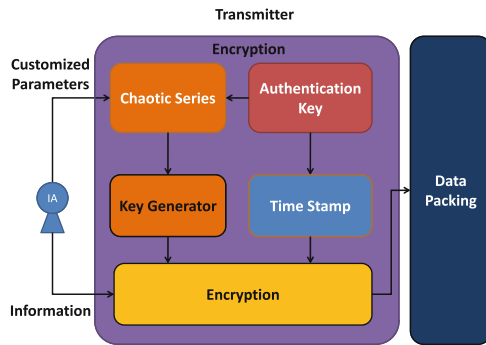 Transmitter
Encryption
Customized
Parameters
Chaotic Series
Authentication
Key
IA
Key Generator
Time Stamp
Data
Packing
Information
Encryption